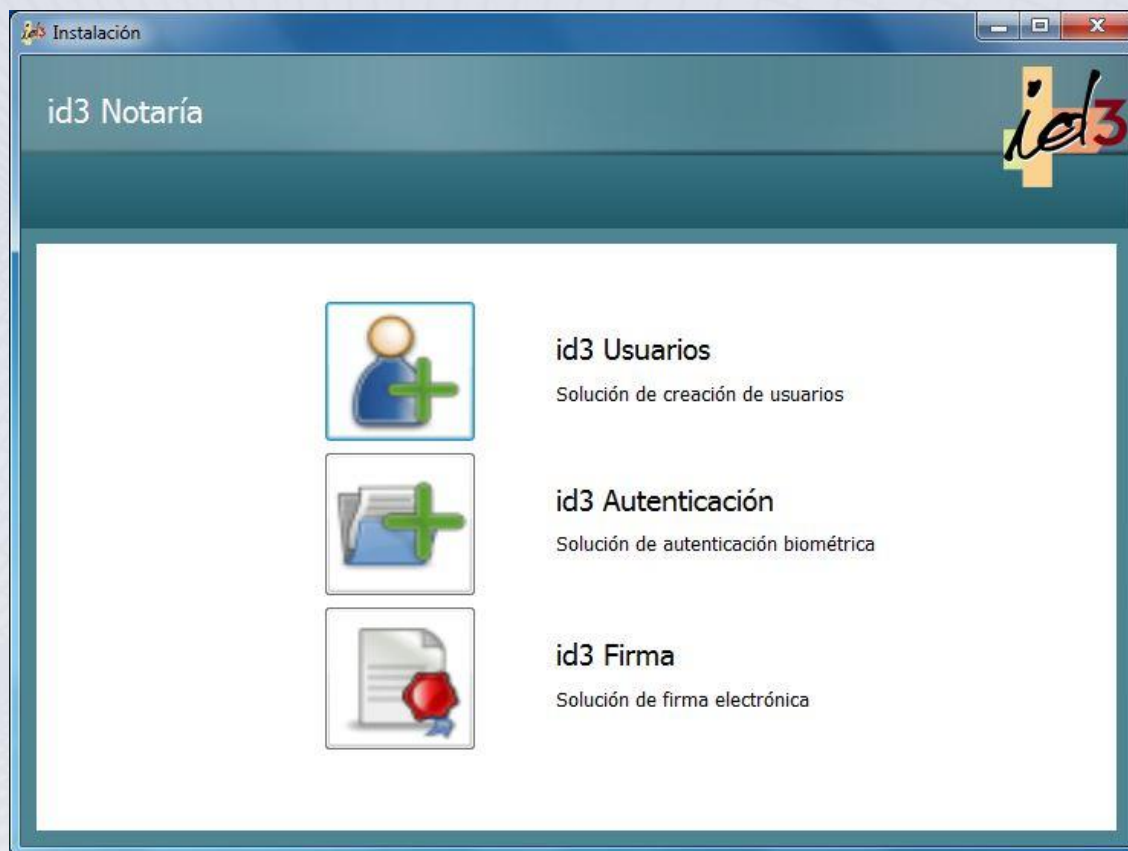 id3 Instalación
id3 Notaría
id3
id3 Usuarios
Solución de creación de usuarios
id3 Autenticación
Solución de autenticación biométrica
id3 Firma
Solución de firma electrónica